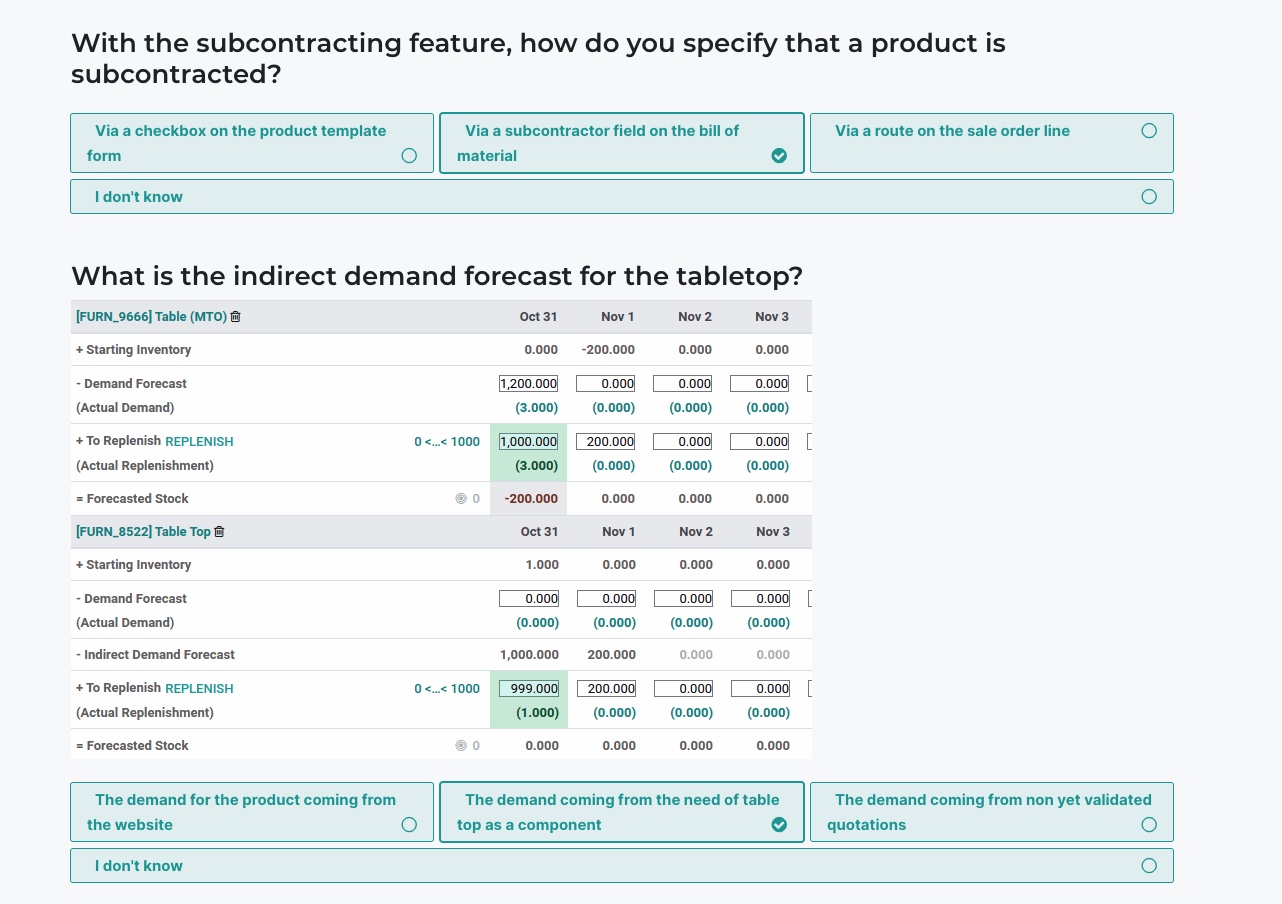 With the subcontracting feature, how do you specify that a product is
subcontracted?
Via a checkbox on the product template
form
Via a subcontractor field on the bill of
material
Via a route on the sale order line
I don't know
What is the indirect demand forecast for the tabletop?
[FURN_9666] Table (MTO) Oct 31 Nov 1 Nov 2 Nov 3
+ Starting Inventory 0.000 -200.000 0.000 0.000
- Demand Forecast 1,200.000 0.000 0.000 0.000
(Actual Demand) (3.000) (0.000) (0.000) (0.000)
+ To Replenish REPLENISH 0 <...< 1000 1,000.000 200.000 0.000 0.000
(Actual Replenishment) (3.000) (0.000) (0.000) (0.000)
= Forecasted Stock 0 -200.000 0.000 0.000 0.000
[FURN_8522] Table Top Oct 31 Nov 1 Nov 2 Nov 3
+ Starting Inventory 1.000 0.000 0.000 0.000
- Demand Forecast 0.000 0.000 0.000 0.000
(Actual Demand) (0.000) (0.000) (0.000) (0.000)
- Indirect Demand Forecast 1,000.000 200.000 0.000 0.000
+ To Replenish REPLENISH 0 <...< 1000 999.000 200.000 0.000 0.000
(Actual Replenishment) (1.000) (0.000) (0.000) (0.000)
= Forecasted Stock 0 0.000 0.000 0.000 0.000
The demand for the product coming from
the website
The demand coming from the need of table
top as a component
The demand coming from non yet validated
quotations
I don't know